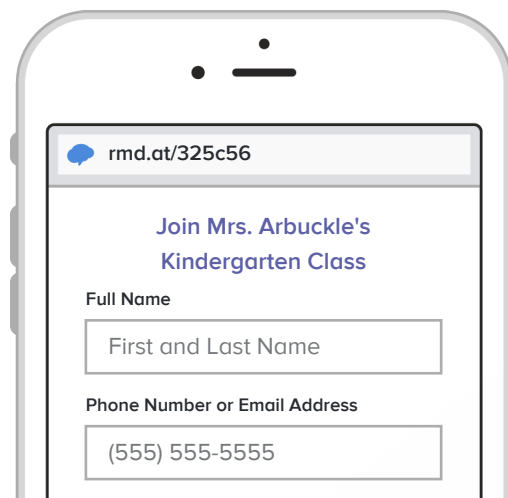 rmd.at/325c56
Join Mrs. Arbuckle's
Kindergarten Class
Full Name
First and Last Name
Phone Number or Email Address
(555) 555-5555